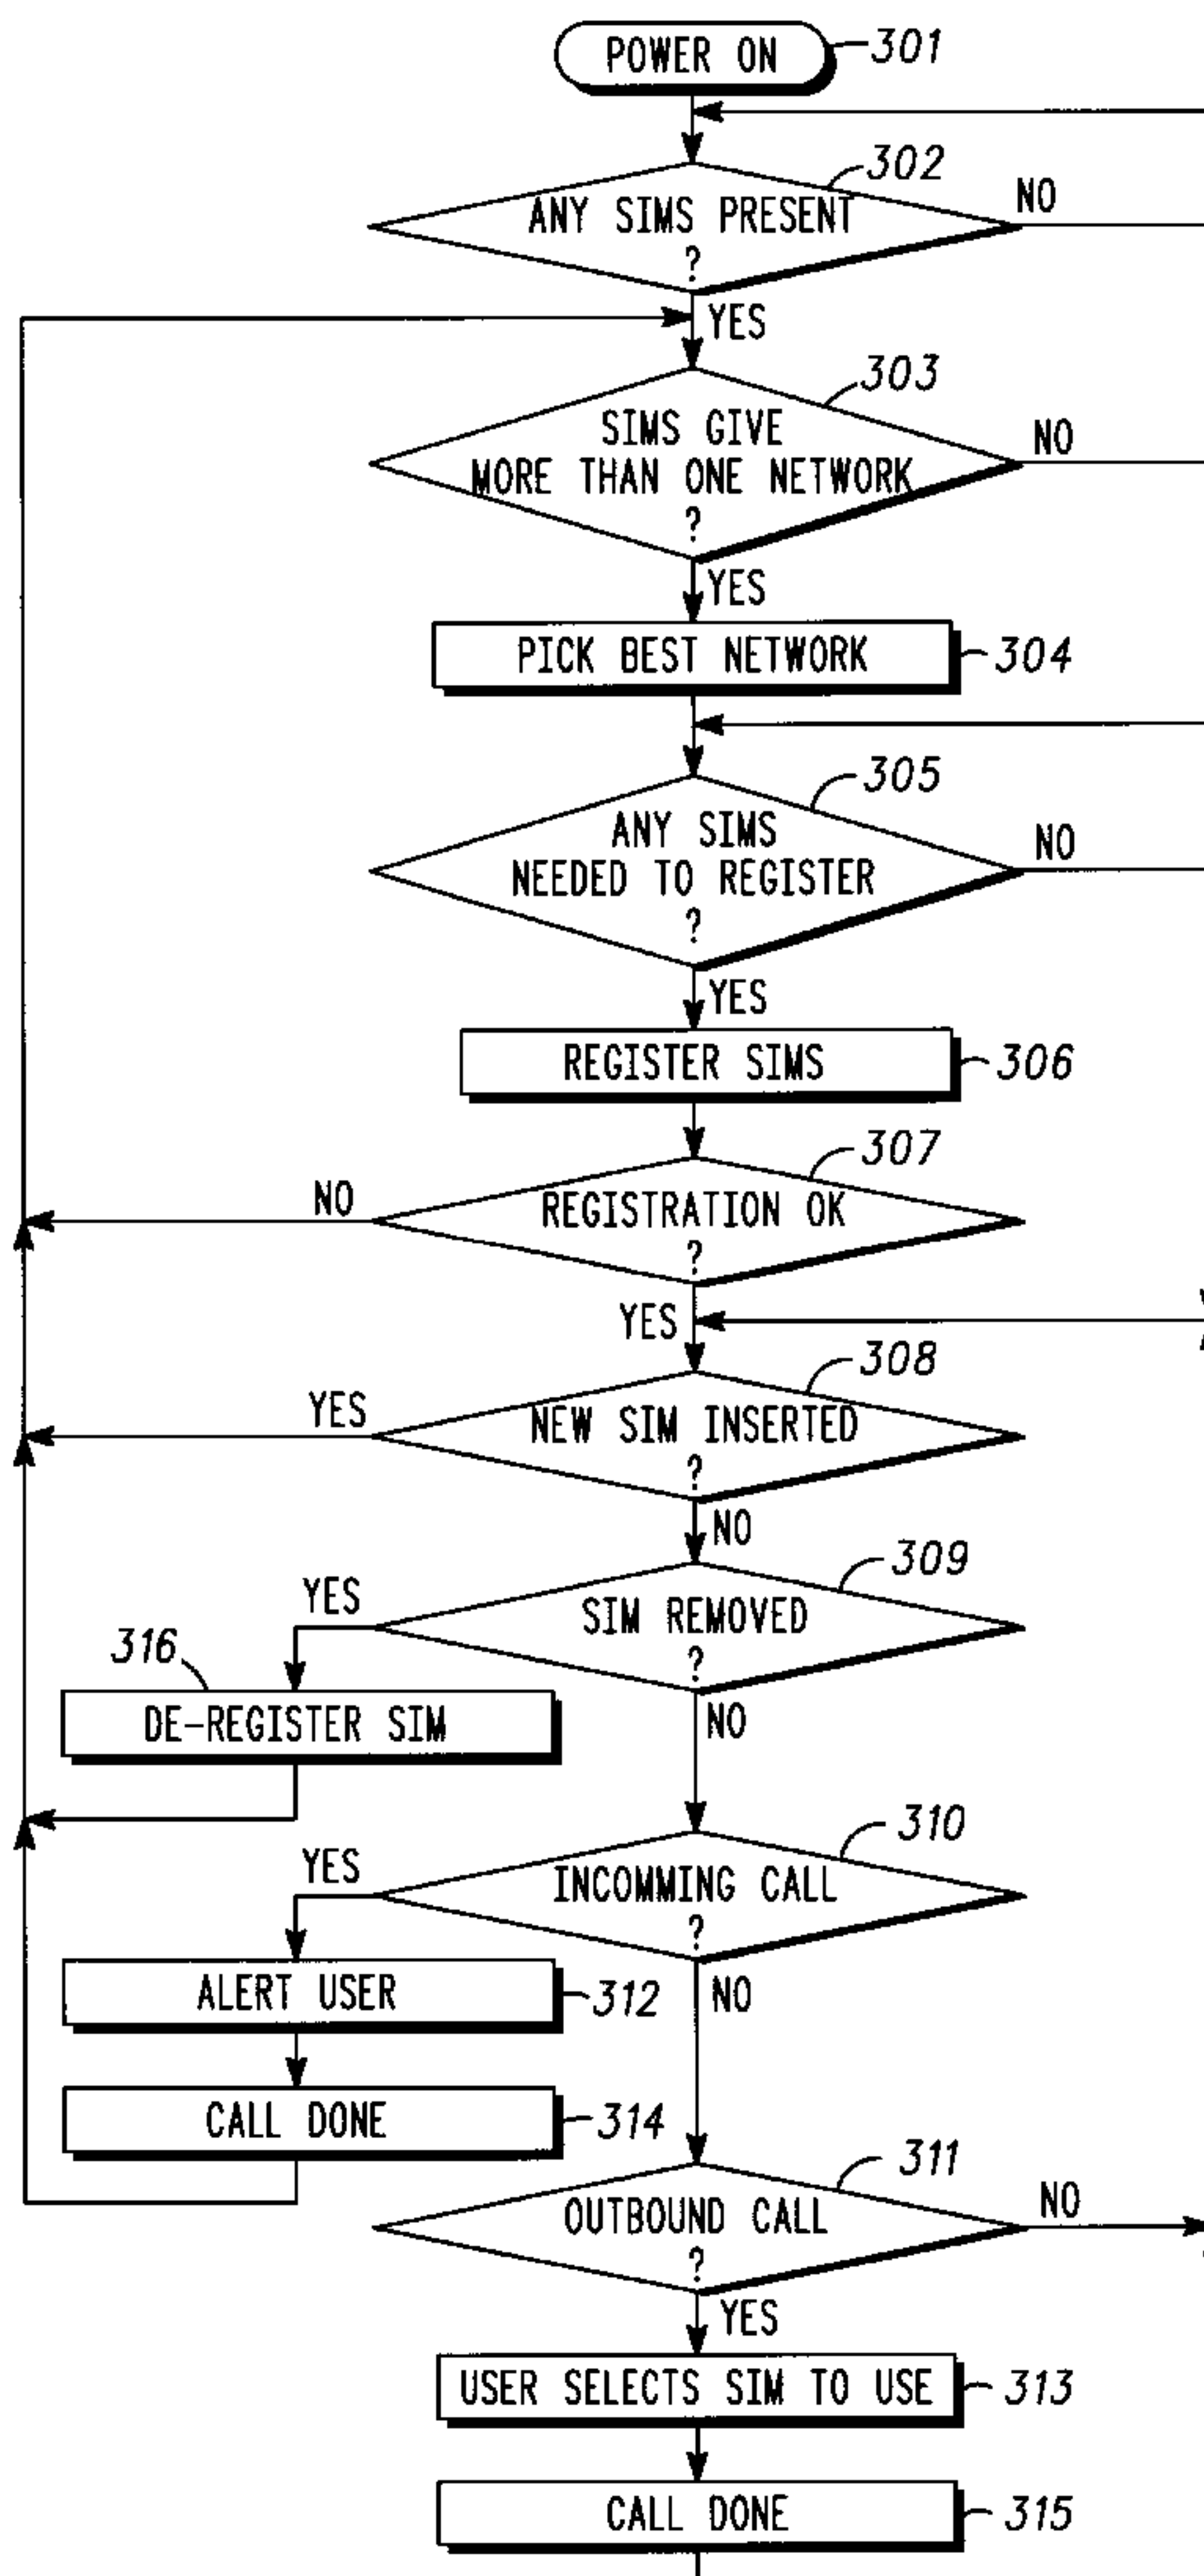 POWER ON
301
302
ANY SIMS PRESENT
?
NO
YES
303
SIMS GIVE
MORE THAN ONE NETWORK
?
NO
YES
PICK BEST NETWORK
304
305
ANY SIMS
NEEDED TO REGISTER
?
NO
YES
REGISTER SIMS
306
307
REGISTRATION OK
?
NO
YES
308
NEW SIM INSERTED
?
YES
NO
309
SIM REMOVED
?
YES
NO
316
DE-REGISTER SIM
310
INCOMMING CALL
?
YES
NO
ALERT USER
312
CALL DONE
314
311
OUTBOUND CALL
?
NO
YES
USER SELECTS SIM TO USE
313
CALL DONE
315